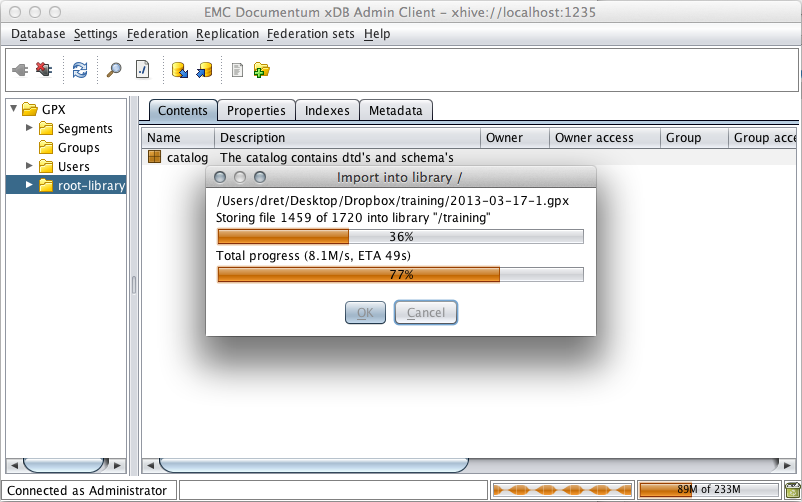 EMC Documentum xDB Admin Client – xhive://localhost:1235
Database Settings Federation Replication Federation sets Help
GPX
Segments
Groups
Users
root-library
Contents Properties Indexes Metadata
Name Description Owner Owner access Group Group acce
catalog The catalog contains dtd's and schema's
Import into library /
/Users/dret/Desktop/Dropbox/training/2013-03-17-1.gpx
Storing file 1459 of 1720 into library "/training"
36%
Total progress (8.1M/s, ETA 49s)
77%
OK Cancel
Connected as Administrator
89M of 233M